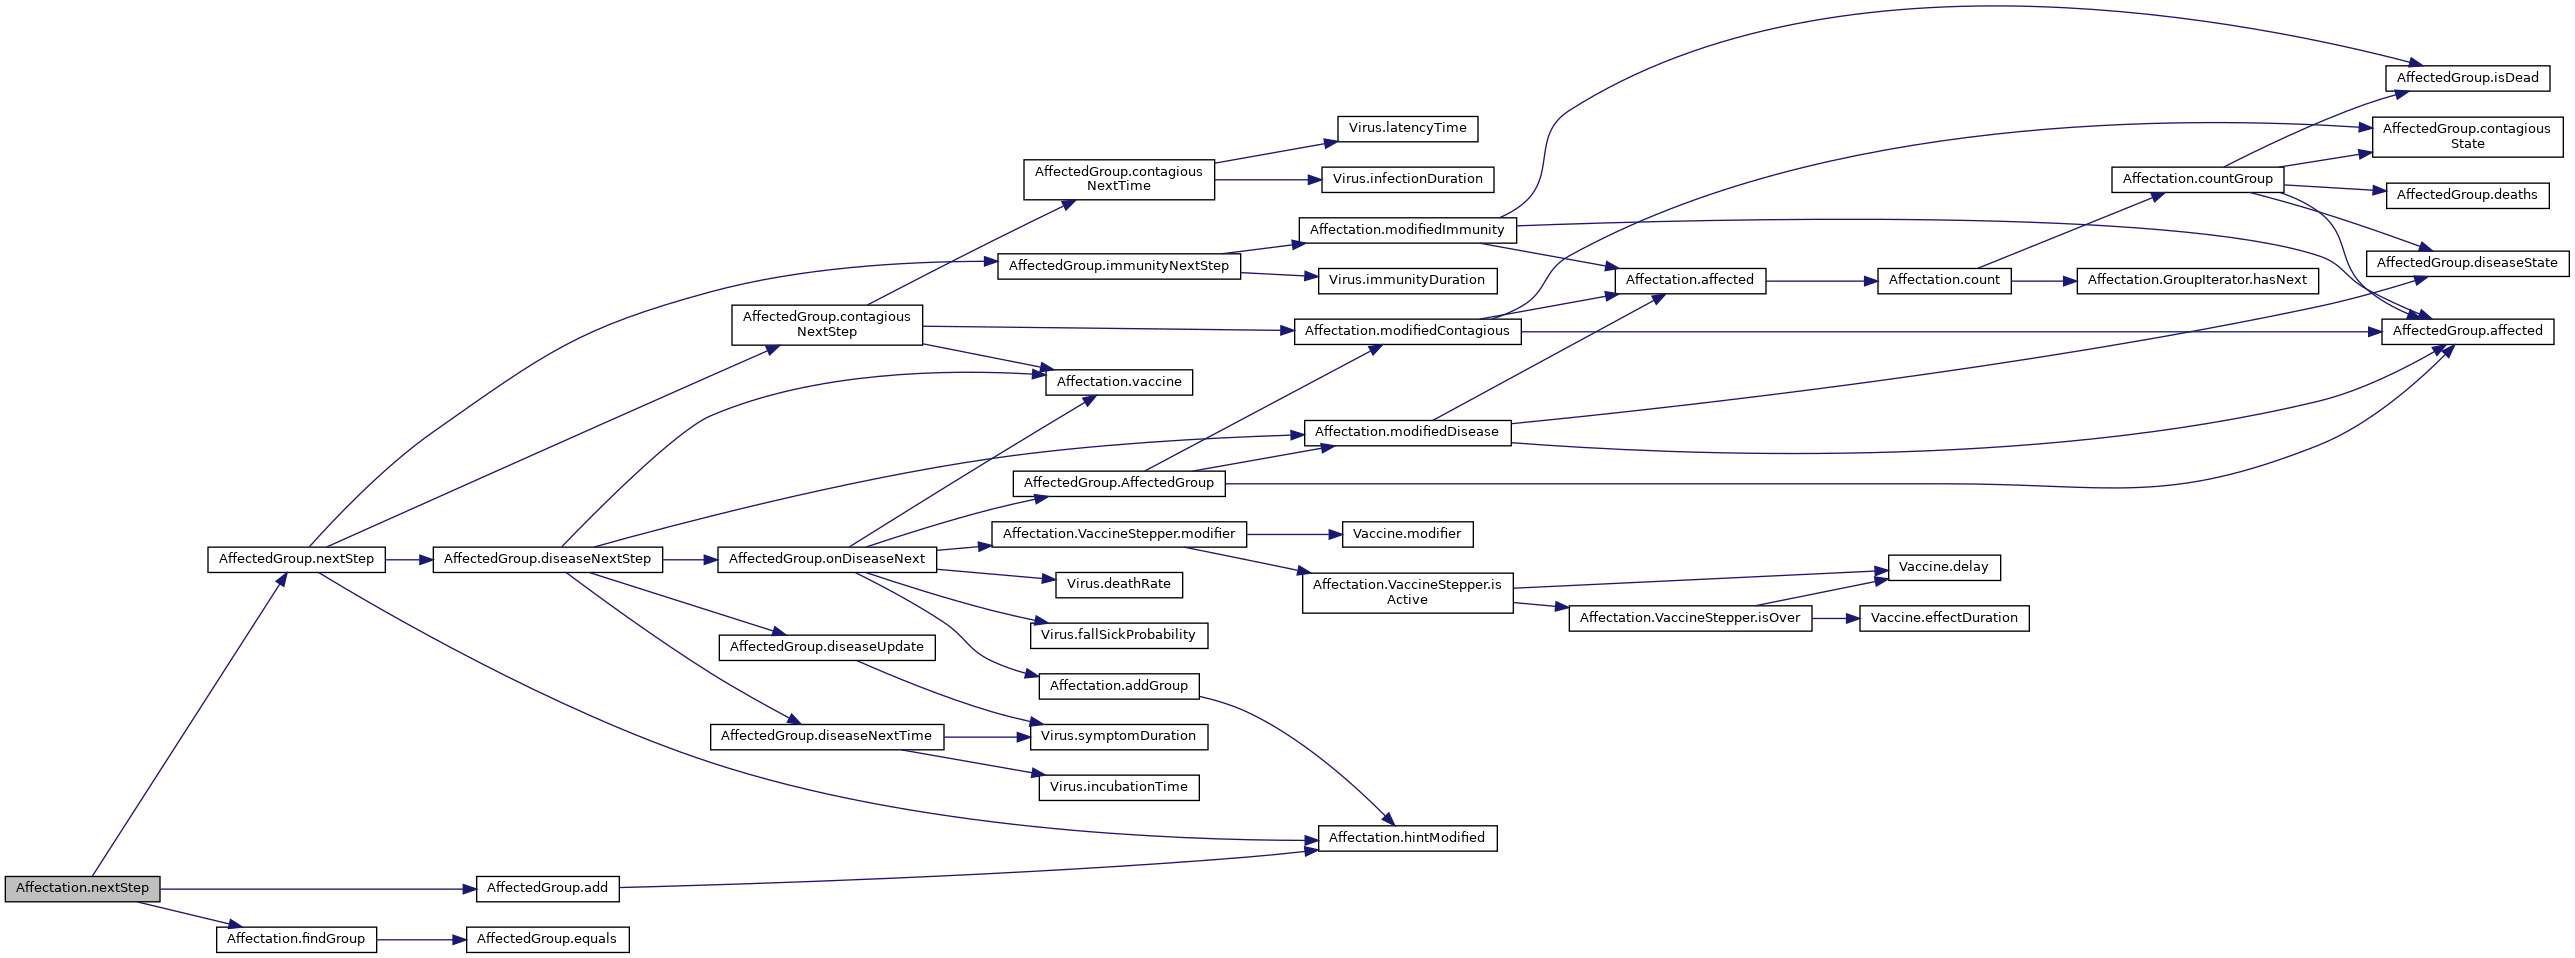 AffectedGroup.isDead
Virus.latencyTime
AffectedGroup.contagious
State
AffectedGroup.contagious
NextTime
Virus.infectionDuration
Affectation.countGroup
AffectedGroup.deaths
Affectation.modifiedImmunity
AffectedGroup.immunityNextStep
AffectedGroup.diseaseState
Virus.immunityDuration
Affectation.affected
Affectation.count
Affectation.GroupIterator.hasNext
AffectedGroup.contagious
NextStep
Affectation.modifiedContagious
AffectedGroup.affected
Affectation.vaccine
Affectation.modifiedDisease
AffectedGroup.AffectedGroup
Affectation.VaccineStepper.modifier
Vaccine.modifier
AffectedGroup.nextStep
AffectedGroup.diseaseNextStep
AffectedGroup.onDiseaseNext
Virus.deathRate
Affectation.VaccineStepper.is
Active
Vaccine.delay
Affectation.VaccineStepper.isOver
Vaccine.effectDuration
Virus.fallSickProbability
AffectedGroup.diseaseUpdate
Affectation.addGroup
AffectedGroup.diseaseNextTime
Virus.symptomDuration
Virus.incubationTime
Affectation.hintModified
Affectation.nextStep
AffectedGroup.add
Affectation.findGroup
AffectedGroup.equals